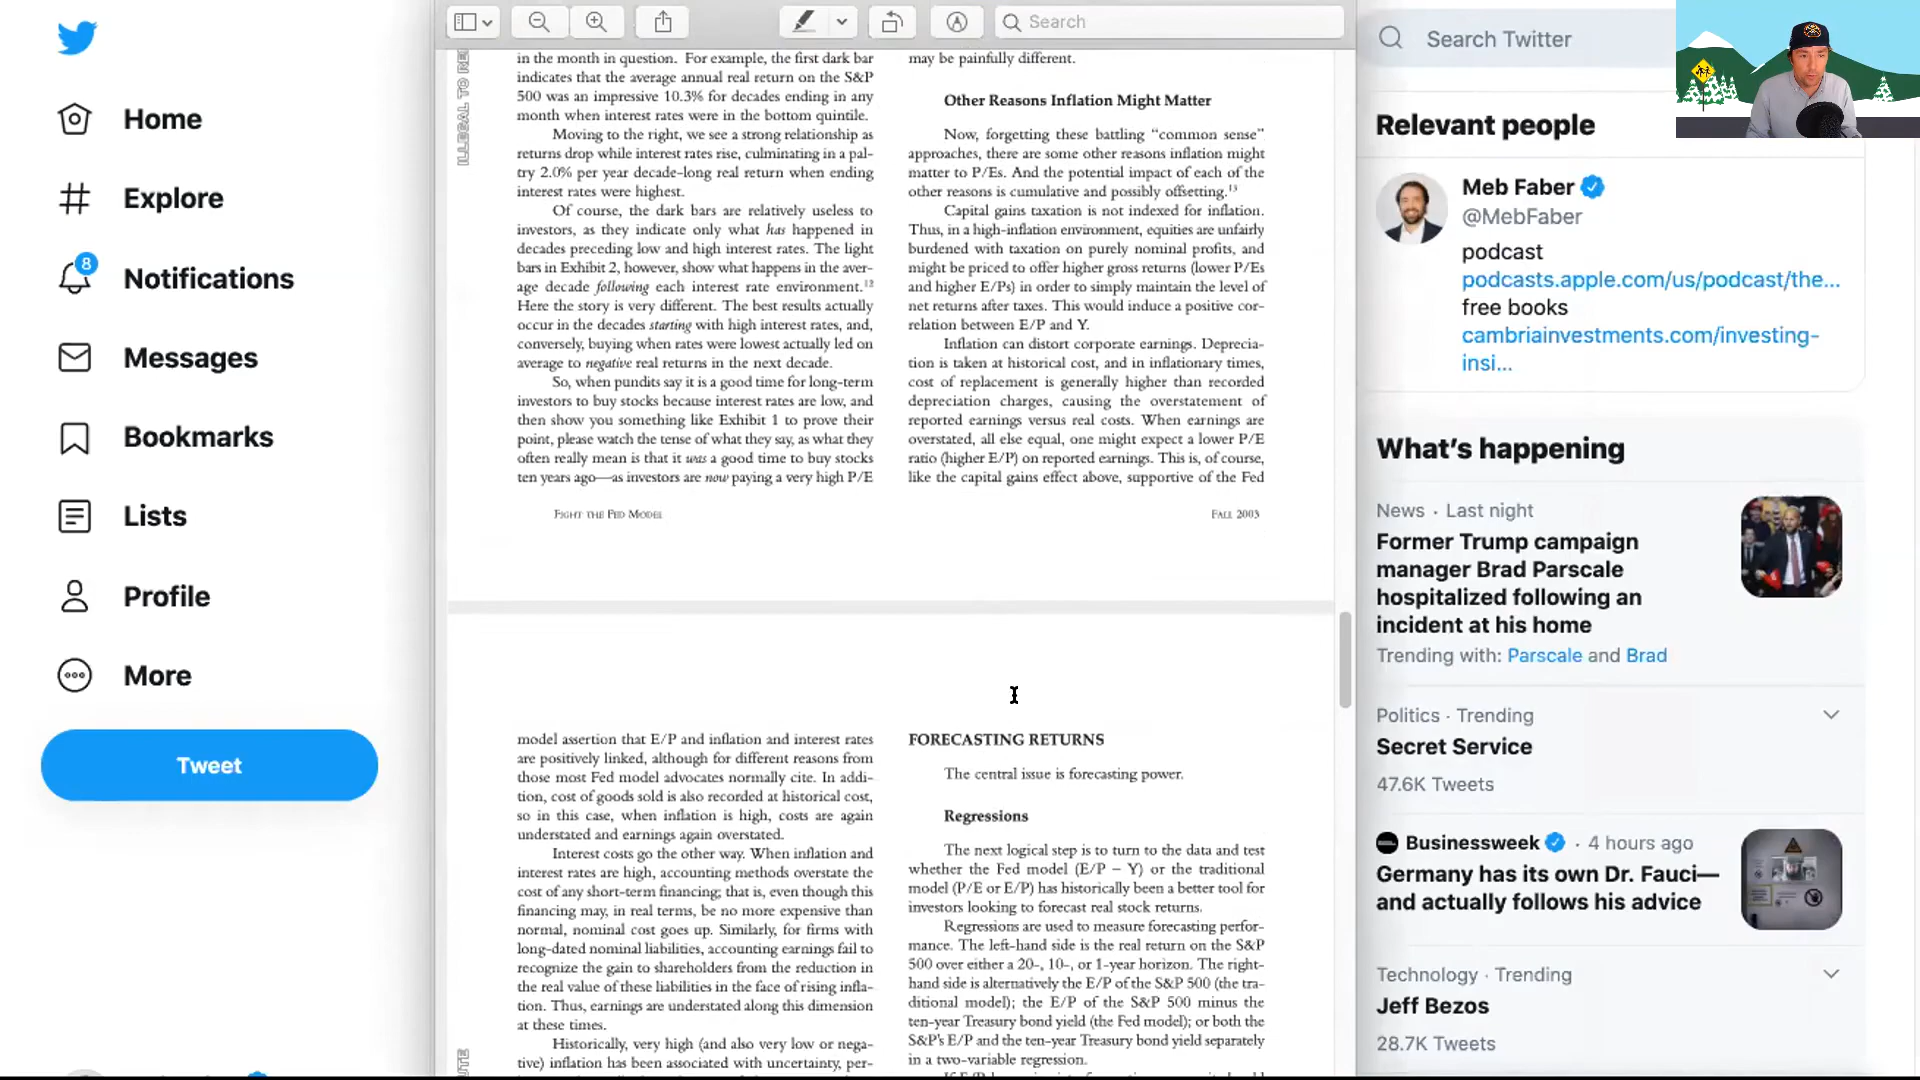 Home
Explore
8
Notifications
Messages
Bookmarks
Lists
Profile
More
Tweet
Search
ILLEGAL TO RE
in the month in question. For example, the first dark bar
indicates that the average annual real return on the S&P
500 was an impressive 10.3% for decades ending in any
month when interest rates were in the bottom quintile.
Moving to the right, we see a strong relationship as
returns drop while interest rates rise, culminating in a pal-
try 2.0% per year decade-long real return when ending
interest rates were highest.
Of course, the dark bars are relatively useless to
investors, as they indicate only what has happened in
decades preceding low and high interest rates. The light
bars in Exhibit 2, however, show what happens in the aver-
age decade following each interest rate environment.12
Here the story is very different. The best results actually
occur in the decades starting with high interest rates, and,
conversely, buying when rates were lowest actually led on
average to negative real returns in the next decade.
So, when pundits say it is a good time for long-term
investors to buy stocks because interest rates are low, and
then show you something like Exhibit 1 to prove their
point, please watch the tense of what they say, as what they
often really mean is that it was a good time to buy stocks
ten years ago—as investors are now paying a very high P/E
may be painfully different.
Other Reasons Inflation Might Matter
Now, forgetting these battling “common sense”
approaches, there are some other reasons inflation might
matter to P/Es. And the potential impact of each of the
other reasons is cumulative and possibly offsetting.13
Capital gains taxation is not indexed for inflation.
Thus, in a high-inflation environment, equities are unfairly
burdened with taxation on purely nominal profits, and
might be priced to offer higher gross returns (lower P/Es
and higher E/Ps) in order to simply maintain the level of
net returns after taxes. This would induce a positive cor-
relation between E/P and Y.
Inflation can distort corporate earnings. Deprecia-
tion is taken at historical cost, and in inflationary times,
cost of replacement is generally higher than recorded
depreciation charges, causing the overstatement of
reported earnings versus real costs. When earnings are
overstated, all else equal, one might expect a lower P/E
ratio (higher E/P) on reported earnings. This is, of course,
like the capital gains effect above, supportive of the Fed
FIGHT THE FED MODEL
FALL 2003
model assertion that E/P and inflation and interest rates
are positively linked, although for different reasons from
those most Fed model advocates normally cite. In addi-
tion, cost of goods sold is also recorded at historical cost,
so in this case, when inflation is high, costs are again
understated and earnings again overstated.
Interest costs go the other way. When inflation and
interest rates are high, accounting methods overstate the
cost of any short-term financing; that is, even though this
financing may, in real terms, be no more expensive than
normal, nominal cost goes up. Similarly, for firms with
long-dated nominal liabilities, accounting earnings fail to
recognize the gain to shareholders from the reduction in
the real value of these liabilities in the face of rising infla-
tion. Thus, earnings are understated along this dimension
at these times.
Historically, very high (and also very low or nega-
tive) inflation has been associated with uncertainty, per-
FORECASTING RETURNS
The central issue is forecasting power.
Regressions
The next logical step is to turn to the data and test
whether the Fed model (E/P – Y) or the traditional
model (P/E or E/P) has historically been a better tool for
investors looking to forecast real stock returns.
Regressions are used to measure forecasting perfor-
mance. The left-hand side is the real return on the S&P
500 over either a 20-, 10-, or 1-year horizon. The right-
hand side is alternatively the E/P of the S&P 500 (the tra-
ditional model); the E/P of the S&P 500 minus the
ten-year Treasury bond yield (the Fed model); or both the
S&P's E/P and the ten-year Treasury bond yield separately
in a two-variable regression.
Search Twitter
Relevant people
Meb Faber
@MebFaber
podcast
podcasts.apple.com/us/podcast/the...
free books
cambriainvestments.com/investing-
insi...
What’s happening
News · Last night
Former Trump campaign
manager Brad Parscale
hospitalized following an
incident at his home
Trending with: Parscale and Brad
Politics · Trending
Secret Service
47.6K Tweets
Businessweek · 4 hours ago
Germany has its own Dr. Fauci—
and actually follows his advice
Technology · Trending
Jeff Bezos
28.7K Tweets